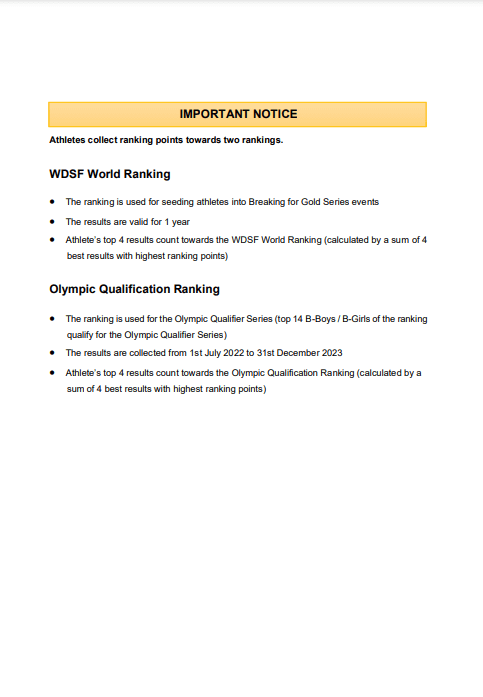 IMPORTANT NOTICE
Athletes collect ranking points towards two rankings.
WDSF World Ranking
● The ranking is used for seeding athletes into Breaking for Gold Series events
● The results are valid for 1 year
● Athlete's top 4 results count towards the WDSF World Ranking (calculated by a sum of 4
best results with highest ranking points)
Olympic Qualification Ranking
● The ranking is used for the Olympic Qualifier Series (top 14 B-Boys / B-Girls of the ranking
qualify for the Olympic Qualifier Series)
● The results are collected from 1st July 2022 to 31st December 2023
● Athlete's top 4 results count towards the Olympic Qualification Ranking (calculated by a
sum of 4 best results with highest ranking points)